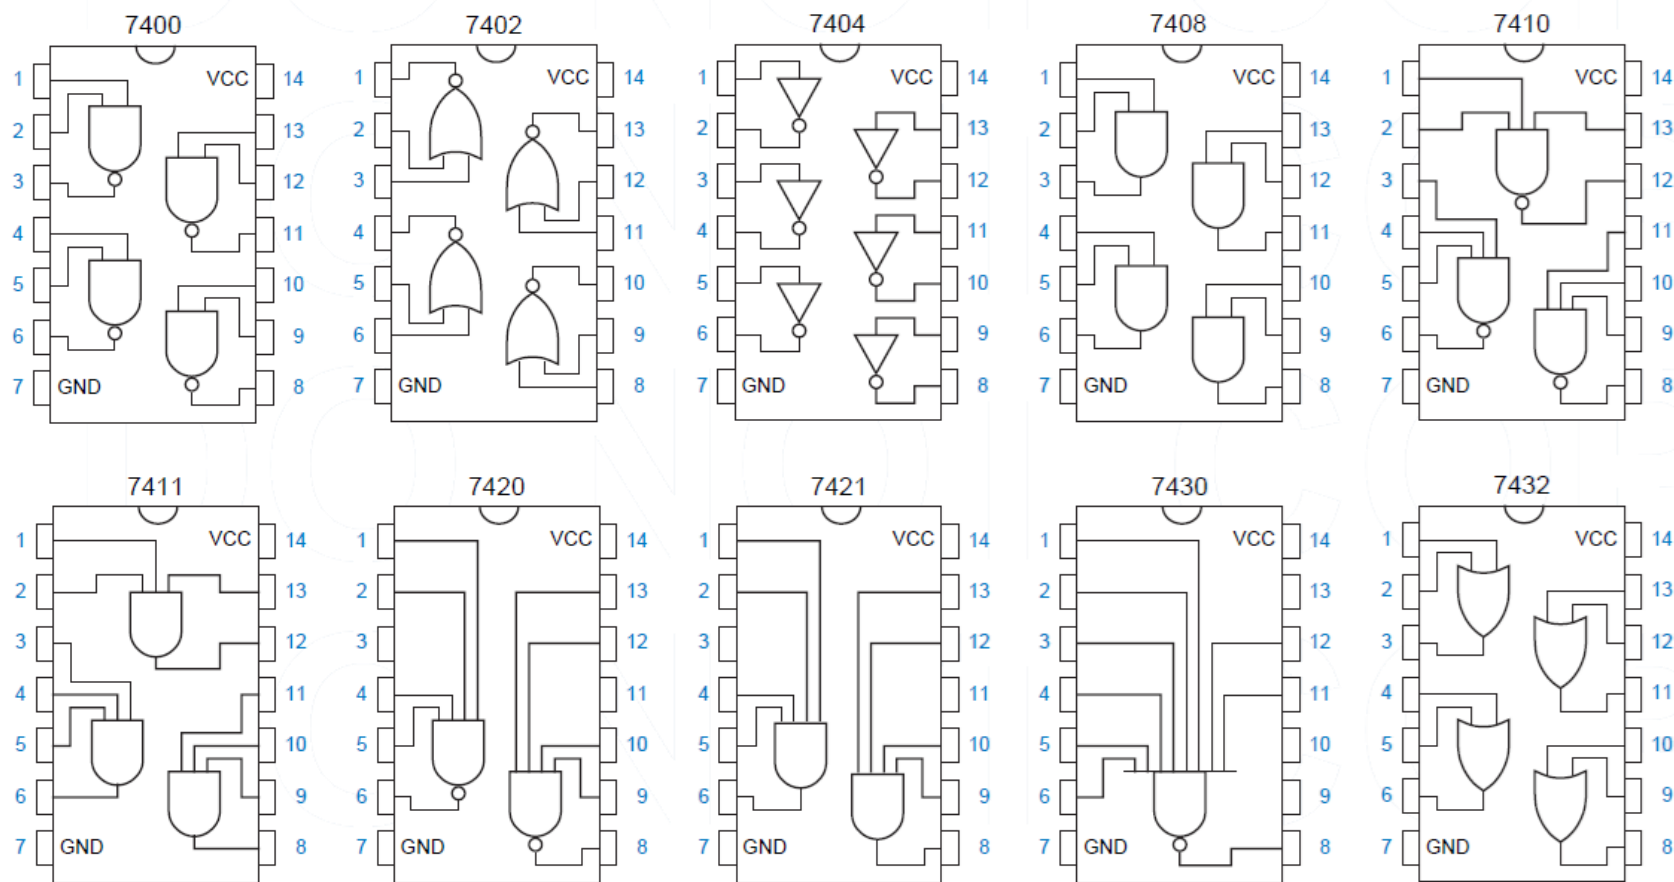 7400 7402 7404 7408 7410
1 VCC 14 1 VCC 14 1 VCC 14 1 VCC 14 1 VCC 14
2 13 2 13 2 13 2 13 2 13
3 12 3 12 3 12 3 12 3 12
4 11 4 11 4 11 4 11 4 11
5 10 5 10 5 10 5 10 5 10
6 9 6 9 6 9 6 9 6 9
7 GND 8 7 GND 8 7 GND 8 7 GND 8 7 GND 8
7411 7420 7421 7430 7432
1 VCC 14 1 VCC 14 1 VCC 14 1 VCC 14 1 VCC 14
2 13 2 13 2 13 2 13 2 13
3 12 3 12 3 12 3 12 3 12
4 11 4 11 4 11 4 11 4 11
5 10 5 10 5 10 5 10 5 10
6 9 6 9 6 9 6 9 6 9
7 GND 8 7 GND 8 7 GND 8 7 GND 8 7 GND 8